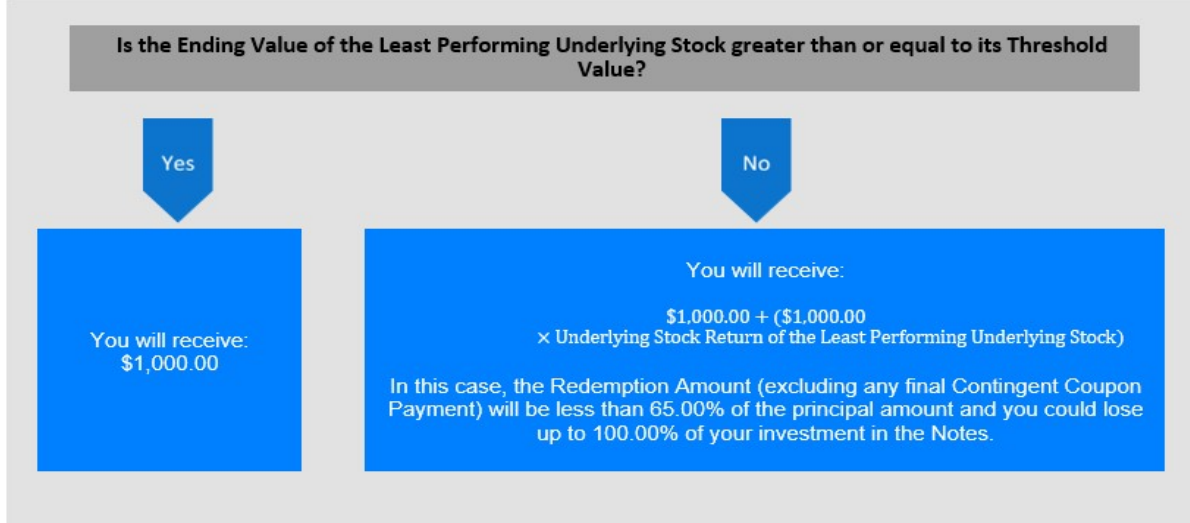 Is the Ending Value of the Least Performing Underlying Stock greater than or equal to its Threshold
Value?
Yes
No
You will receive:
$1,000.00
You will receive:
$1,000.00 + ($1,000.00
× Underlying Stock Return of the Least Performing Underlying Stock)
In this case, the Redemption Amount (excluding any final Contingent Coupon
Payment) will be less than 65.00% of the principal amount and you could lose
up to 100.00% of your investment in the Notes.